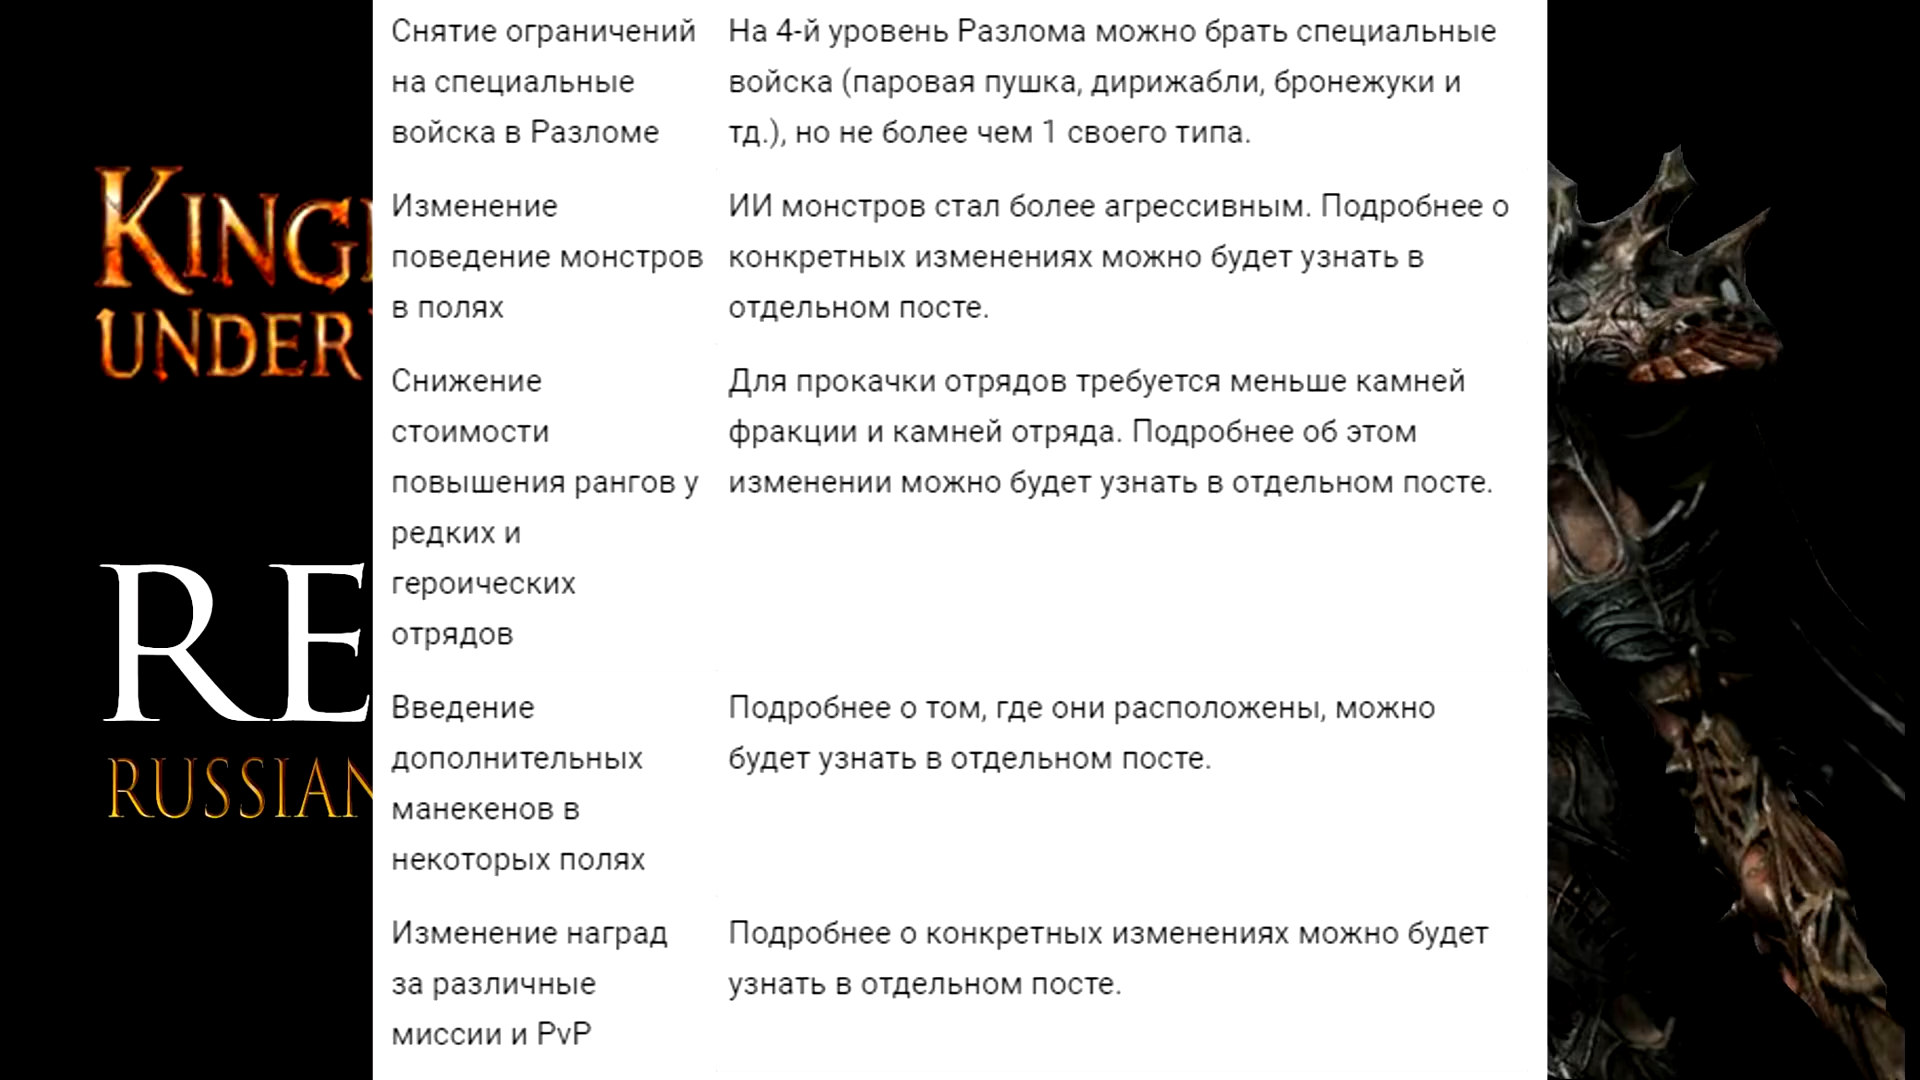 KING
UNDER
RE
RUSSIAN
Снятие ограничений
на специальные
войска в Разломе
На 4-й уровень Разлома можно брать специальные
войска (паровая пушка, дирижабли, бронежуки и
тд.), но не более чем 1 своего типа.
Изменение
поведение монстров
в полях
ИИ монстров стал более агрессивным. Подробнее о
конкретных изменениях можно будет узнать в
отдельном посте.
Снижение
стоимости
повышения рангов у
редких и
героических
отрядов
Для прокачки отрядов требуется меньше камней
фракции и камней отряда. Подробнее об этом
изменении можно будет узнать в отдельном посте.
Введение
дополнительных
манекенов в
некоторых полях
Подробнее о том, где они расположены, можно
будет узнать в отдельном посте.
Изменение наград
за различные
миссии и PvP
Подробнее о конкретных изменениях можно будет
узнать в отдельном посте.